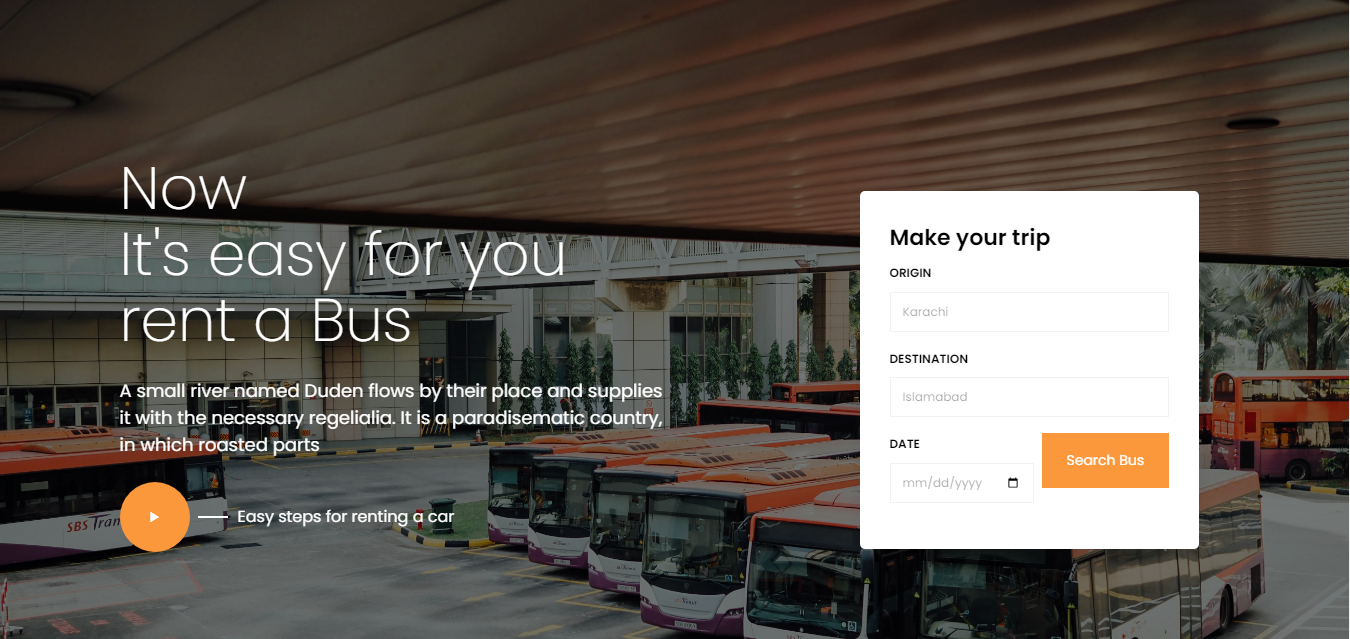 Now
It's easy for you
rent a Bus
A small river named Duden flows by their place and supplies
it with the necessary regelialia. It is a paradisematic country,
in which roasted parts
SBS Tran
Easy steps for renting a car
Make your trip
ORIGIN
Karachi
DESTINATION
Islamabad
DATE
mm/dd/yyyy
Search Bus